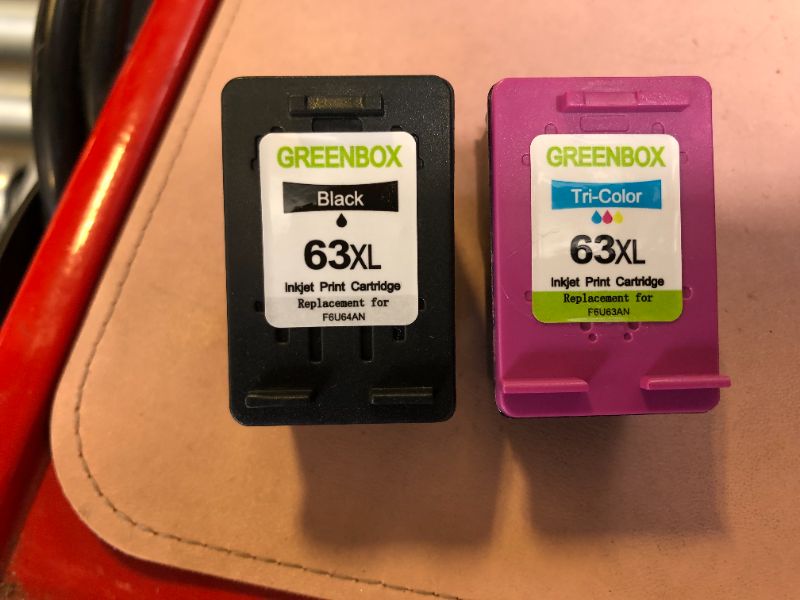 GREENBOX
Black
63XL
Inkjet Print Cartridge
Replacement for
F6U64AN
GREENBOX
Tri-Color
63XL
Inkjet Print Cartridge
Replacement for
F6U63AN